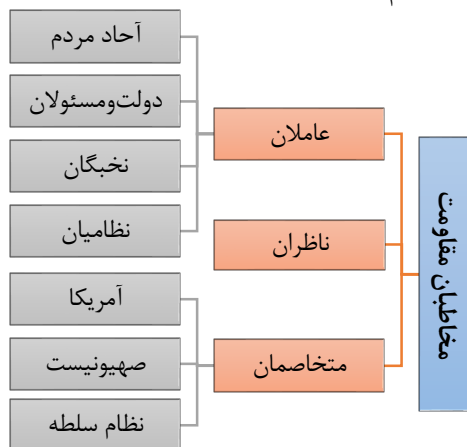 مخاطبان مقاومت
عاملان
آحاد مردم
دولت‌ومسئولان
نخبگان
نظامیان
ناظران
متخاصمان
آمریکا
صهیونیست
نظام سلطه